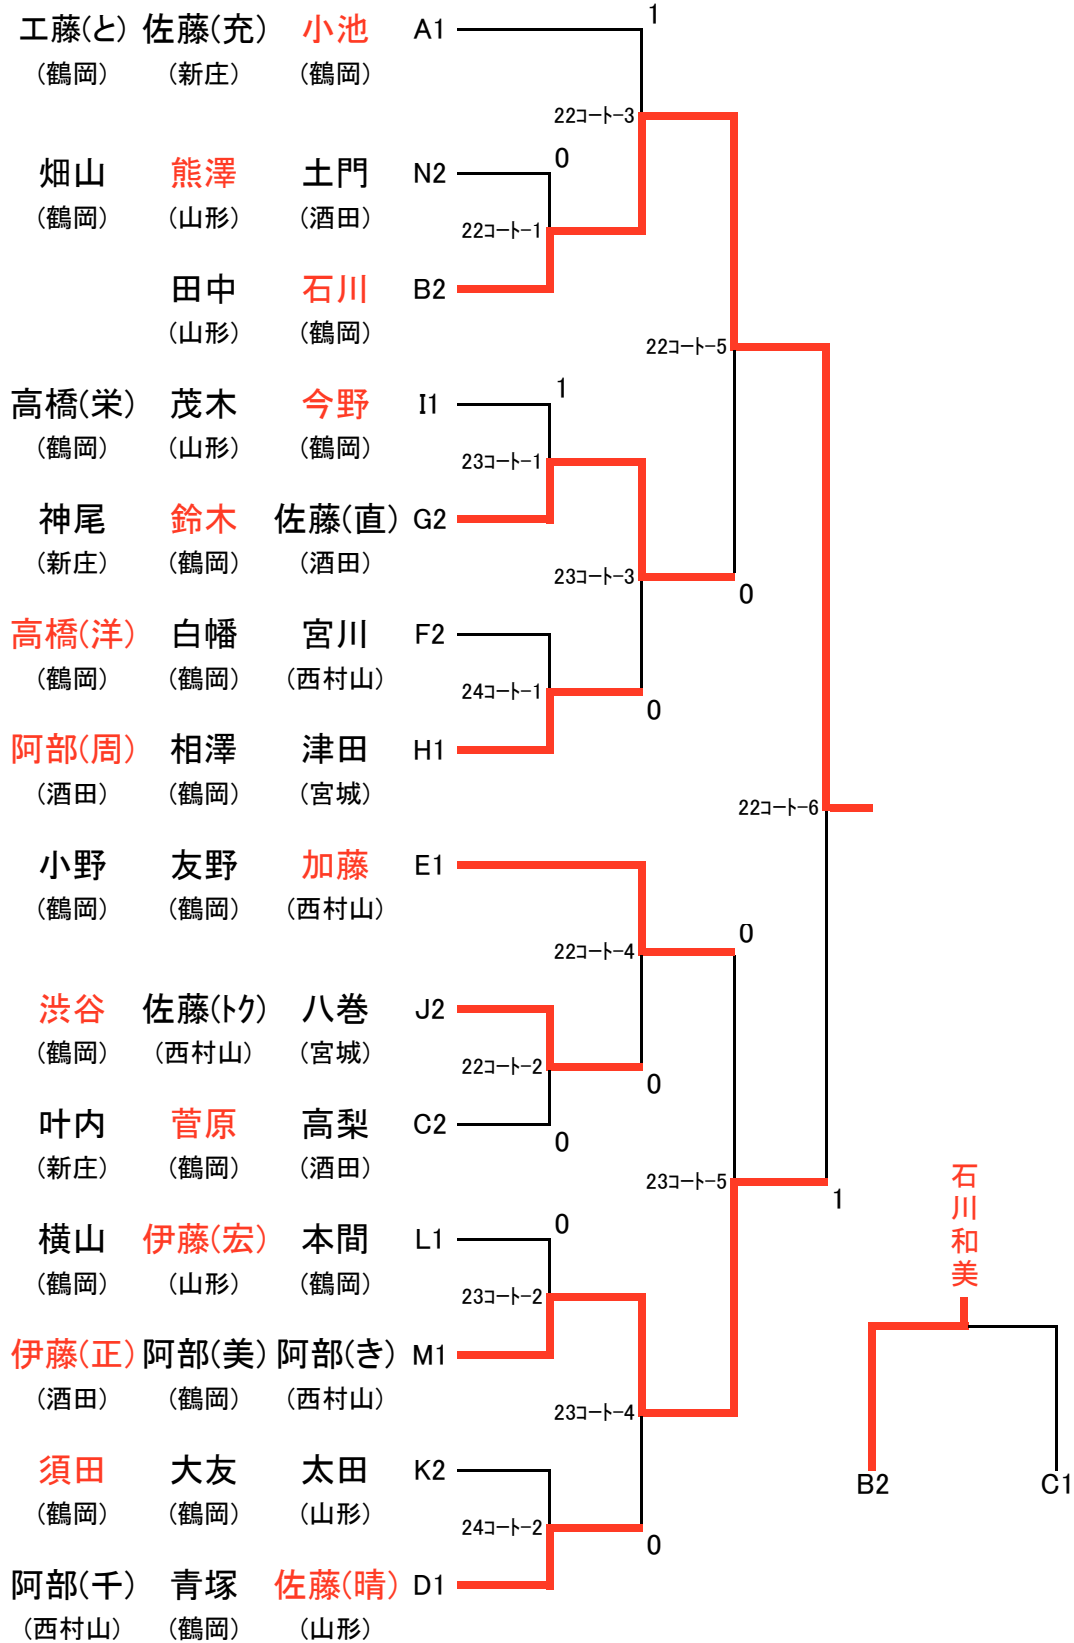 工藤(と) 佐藤(充) 小池 A1 1
(鶴岡) (新庄) (鶴岡)
22コート-3
0
畑山 熊澤 土門 N2
(鶴岡) (山形) (酒田)
22コート-1
田中 石川 B2
(山形) (鶴岡)
22コート-5
1
高橋(栄) 茂木 今野 I1
(鶴岡) (山形) (鶴岡)
23コート-1
神尾 鈴木 佐藤(直) G2
(新庄) (鶴岡) (酒田)
23コート-3
0
高橋(洋) 白幡 宮川 F2
(鶴岡) (鶴岡) (西村山)
24コート-1
0
阿部(周) 相澤 津田 H1
(酒田) (鶴岡) (宮城)
22コート-6
小野 友野 加藤 E1
(鶴岡) (鶴岡) (西村山)
0
22コート-4
渋谷 佐藤(トク) 八巻 J2
(鶴岡) (西村山) (宮城)
22コート-2
0
叶内 菅原 高梨 C2
0
(新庄) (鶴岡) (酒田)
23コート-5
1
0
横山 伊藤(宏) 本間 L1
(鶴岡) (山形) (鶴岡)
23コート-2
伊藤(正) 阿部(美) 阿部(き) M1
(酒田) (鶴岡) (西村山)
23コート-4
須田 大友 太田 K2
(鶴岡) (鶴岡) (山形)
24コート-2
0
阿部(千) 青塚 佐藤(晴) D1
(西村山) (鶴岡) (山形)
石川和美
B2 C1